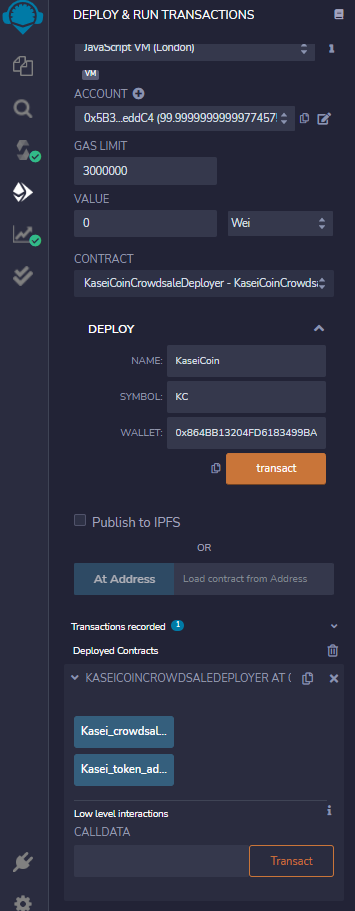 DEPLOY & RUN TRANSACTIONS
JavaScript VM (London)
VM
ACCOUNT
0x5B3...eddC4 (99.9999999999977457
GAS LIMIT
3000000
VALUE
0 Wei
CONTRACT
KaseiCoinCrowdsaleDeployer - KaseiCoinCrowdsa
DEPLOY
NAME: KaseiCoin
SYMBOL: KC
WALLET: 0x864BB13204FD6183499BA
transact
Publish to IPFS
OR
At Address Load contract from Address
Transactions recorded 1
Deployed Contracts
KASEICOINCROWDSALEDEPLOYER AT 0
Kasei_crowdsal...
Kasei_token_ad...
Low level interactions
CALLDATA
Transact